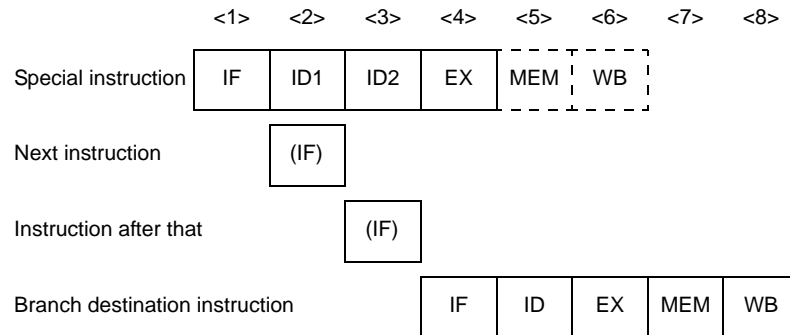 <1> <2> <3> <4> <5> <6> <7> <8>
Special instruction IF ID1 ID2 EX MEM WB
Next instruction (IF)
Instruction after that (IF)
Branch destination instruction IF ID EX MEM WB